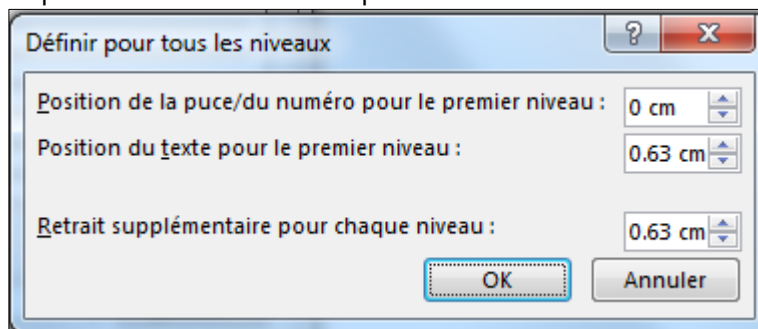 Définir pour tous les niveaux
Position de la puce/du numéro pour le premier niveau : 0 cm
Position du texte pour le premier niveau : 0.63 cm
Retrait supplémentaire pour chaque niveau : 0.63 cm
OK Annuler